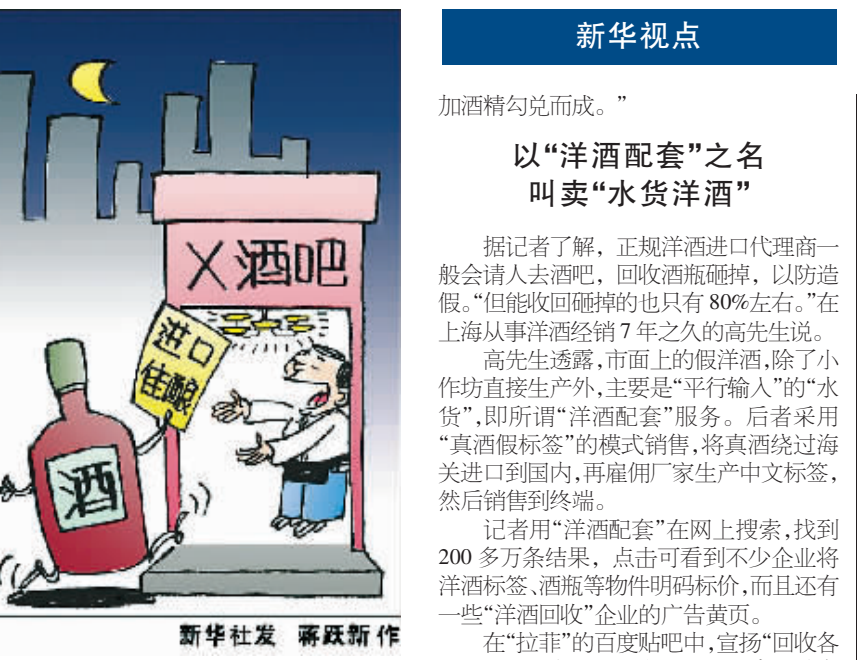 X酒吧
进口
佳酿
酒
新华社发 蒋跃新 作
新华视点
加酒精勾兑而成。”
以“洋酒配套”之名
叫卖“水货洋酒”
据记者了解，正规洋酒进口代理商一
般会请人去酒吧，回收酒瓶砸掉，以防造
假。“但能收回砸掉的也只有80%左右。”在
上海从事洋酒经销7年之久的高先生说。
高先生透露，市面上的假洋酒，除了小
作坊直接生产外，主要是“平行输入”的“水
货”，即所谓“洋酒配套”服务。后者采用
“真酒假标签”的模式销售，将真酒绕过海
关进口到国内，再雇佣厂家生产中文标签，
然后销售到终端。
记者用“洋酒配套”在网上搜索，找到
200多万条结果，点击可看到不少企业将
洋酒标签、酒瓶等物件明码标价，而且还有
一些“洋酒回收”企业的广告黄页。
在“拉菲”的百度贴吧中，宣扬“回收各